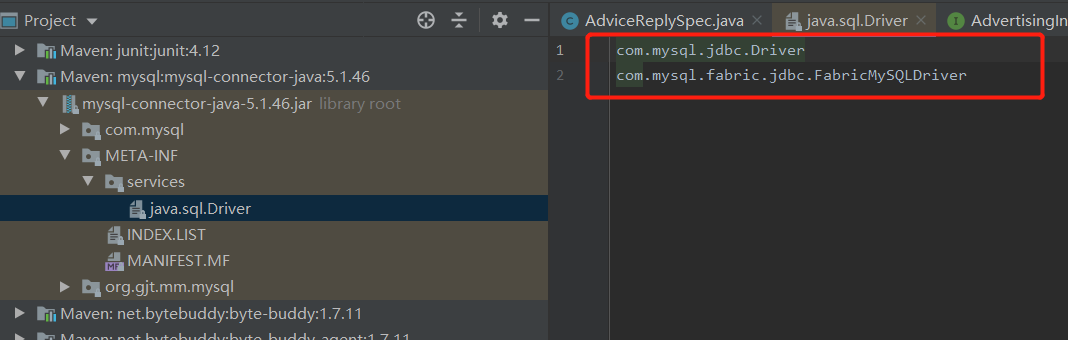 Project
Maven: junit:junit:4.12
Maven: mysql:mysql-connector-java:5.1.46
mysql-connector-java-5.1.46.jar library root
com.mysql
META-INF
services
java.sql.Driver
INDEX.LIST
MF MANIFEST.MF
org.gjt.mm.mysql
Maven: net.bytebuddy:byte-buddy:1.7.11
Maven: net.bytebuddy:byte-buddy-agent:1.7.11
C AdviceReplySpec.java
java.sql.Driver
I AdvertisingIn
1 com.mysql.jdbc.Driver
2 com.mysql.fabric.jdbc.FabricMySQLDriver